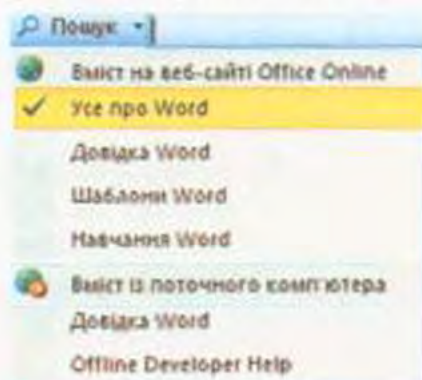 Пошук
Вміст на веб-сайті Office Online
Усе про Word
Довідка Word
Шаблони Word
Навчання Word
Вміст із поточного комп'ютера
Довідка Word
Offline Developer Help